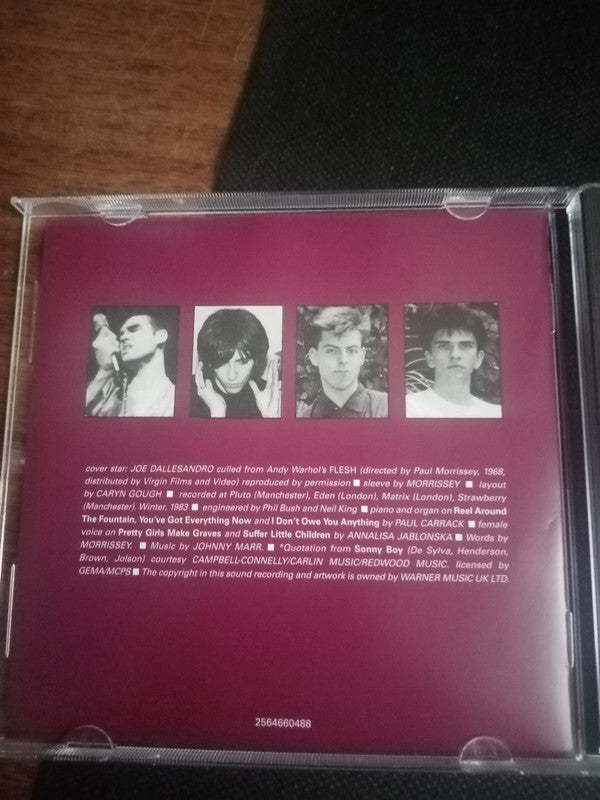 cover star: JOE DALLESANDRO culled from Andy Warhol's FLESH (directed by Paul Morrissey, 1968,
distributed by Virgin Films and Video) reproduced by permission ■ sleeve by MORRISSEY ■ layout
by CARYN GOUGH ■ recorded at Pluto (Manchester), Eden (London), Matrix (London), Strawberry
(Manchester). Winter, 1983 ■ engineered by Phil Bush and Neil King ■ piano and organ on Reel Around
The Fountain, You've Got Everything Now and I Don't Owe You Anything by PAUL CARRACK ■ female
voice on Pretty Girls Make Graves and Suffer Little Children by ANNALISA JABLONSKA ■ Words by
MORRISSEY. ■ Music by JOHNNY MARR. ■ *Quotation from Sonny Boy (De Sylva, Henderson,
Brown, Jolson) courtesy CAMPBELL-CONNELLY/CARLIN MUSIC/REDWOOD MUSIC. licensed by
GEMA/MCPS ■ The copyright in this sound recording and artwork is owned by WARNER MUSIC UK LTD.
2564660488